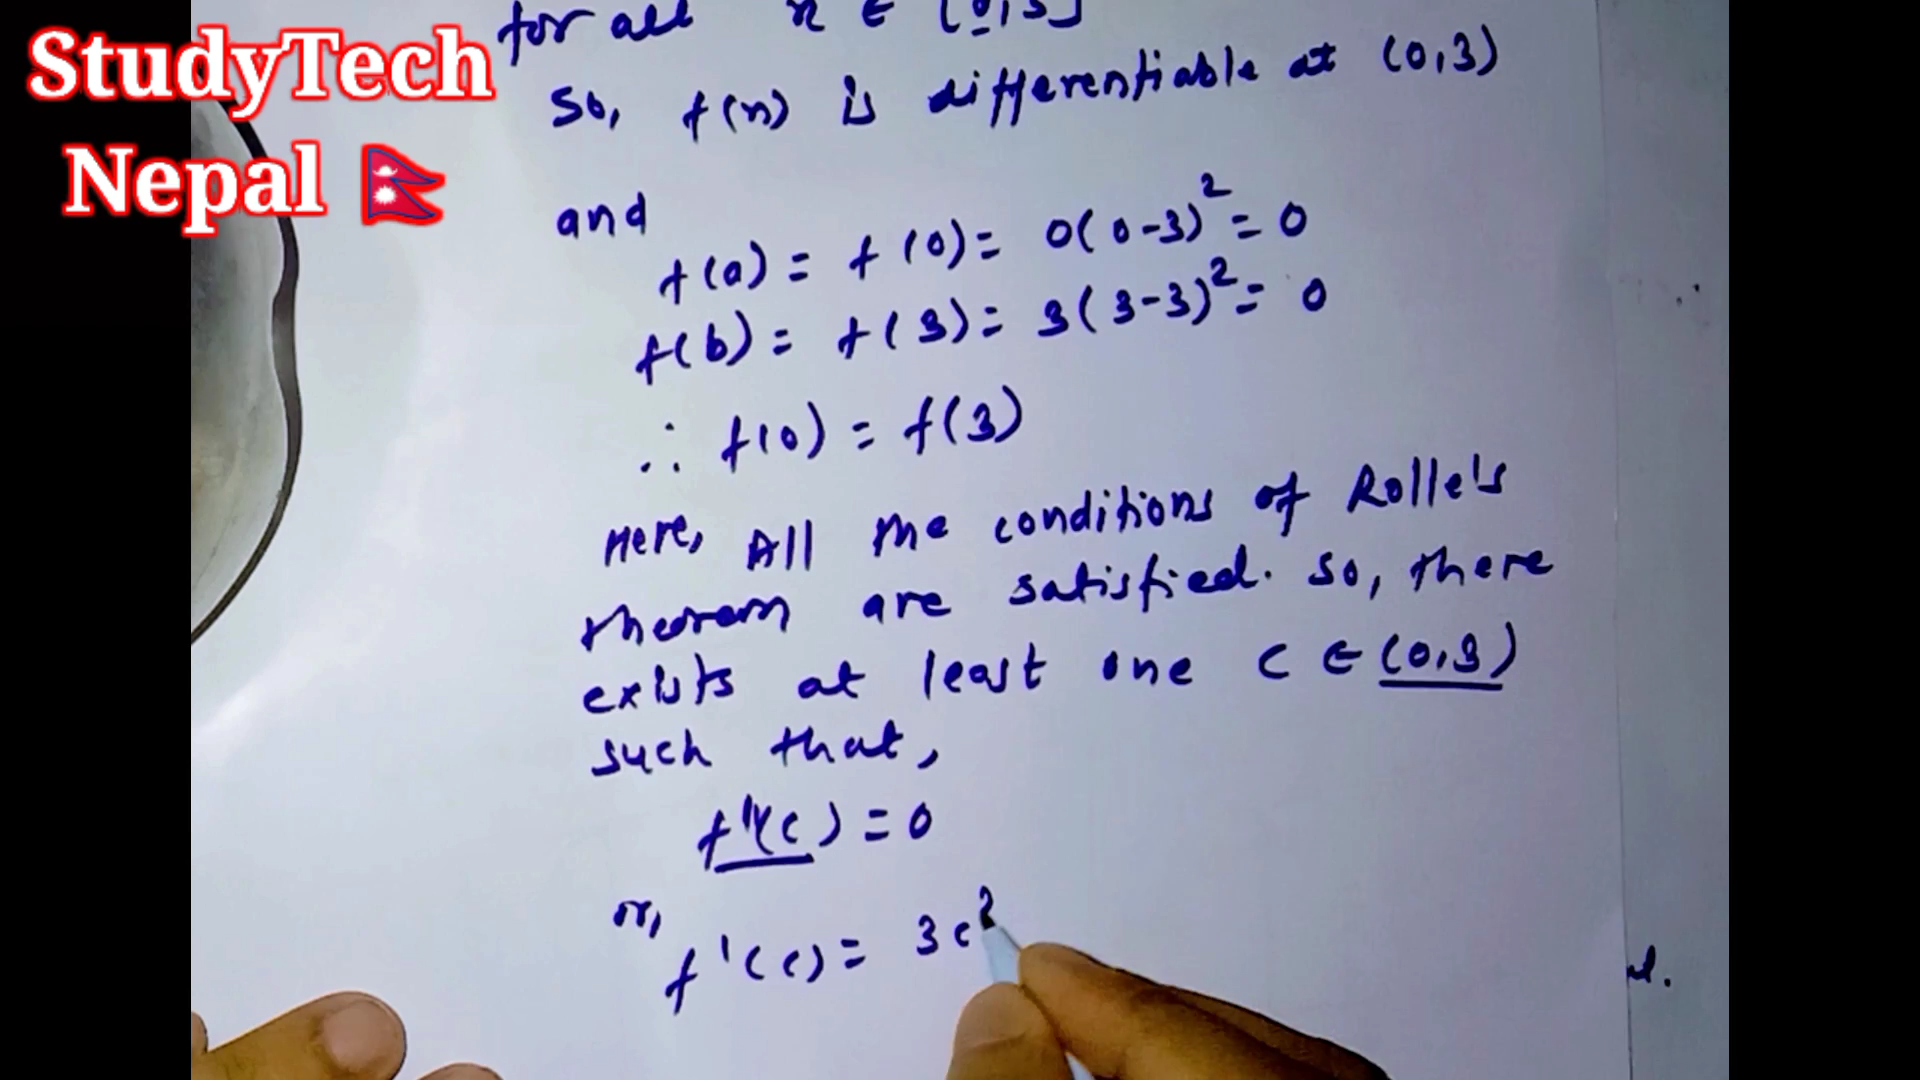 StudyTech
Nepal
for all x ∈ [0,3]
So, f(x) is differentiable at (0,3)
and
f(a) = f(0) = 0(0-3)² = 0
f(b) = f(3) = 3(3-3)² = 0
∴ f(0) = f(3)
Here, All the conditions of Rolle's
theorem are satisfied. So, there
exists at least one c ∈ (0,3)
such that,
f'(c) = 0
or,
f'(c) = 3c²